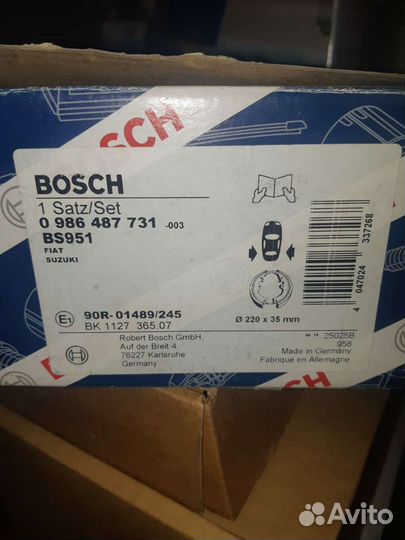 BOSCH
1 Satz/Set
0 986 487 731 -003
BS951
FIAT
SUZUKI
E1 90R-01489/245
BK 1127 365.07
Ø 220 x 35 mm
Robert Bosch GmbH,
Auf der Breit 4,
76227 Karlsruhe
Germany
25025B
958
Made in Germany
Fabriqué en Allemagne
4 047024 337268
Avito